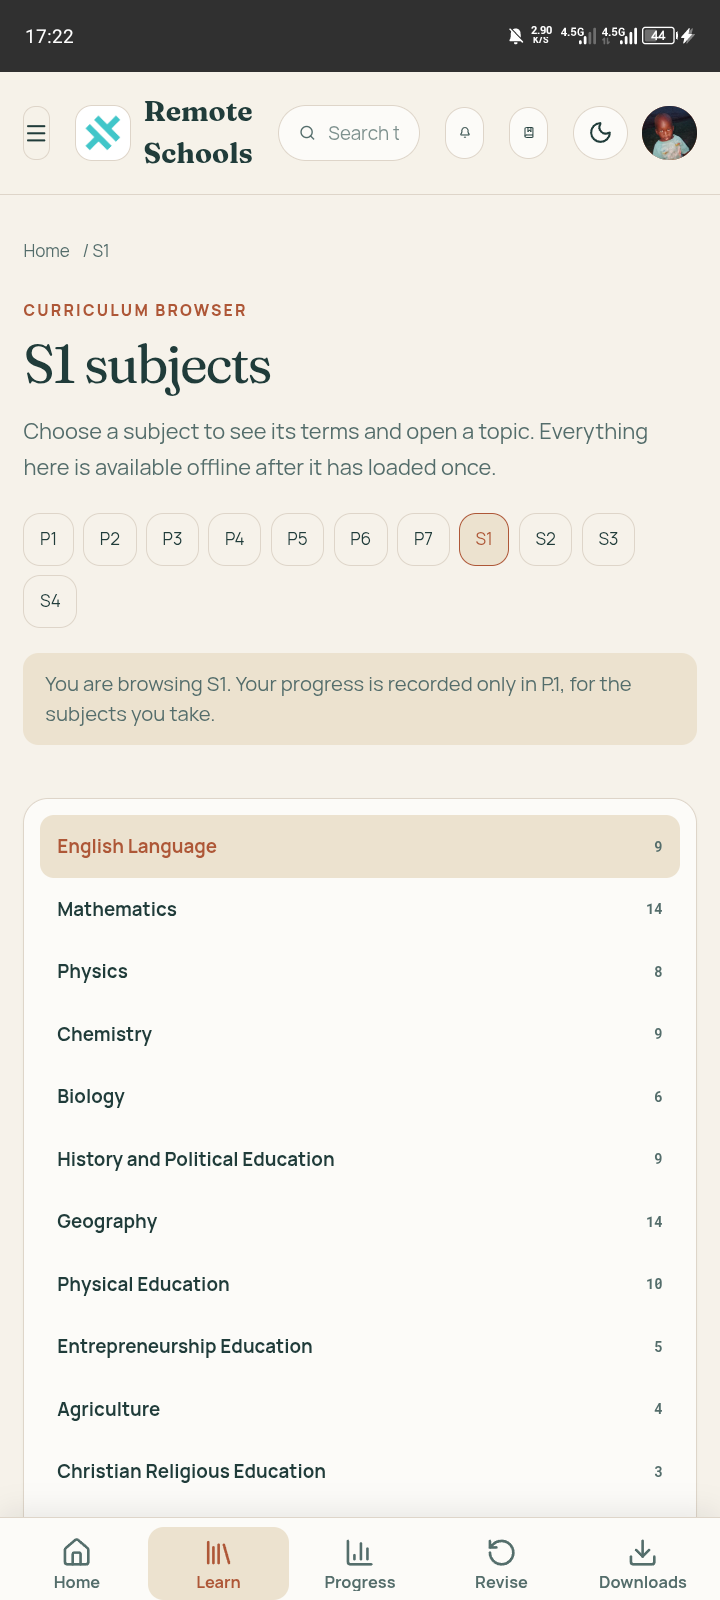 17:22
2.90 K/S 4.5G 4.5G 44
Remote
Schools
Search t
Home / S1
CURRICULUM BROWSER
S1 subjects
Choose a subject to see its terms and open a topic. Everything
here is available offline after it has loaded once.
P1 P2 P3 P4 P5 P6 P7 S1 S2 S3
S4
You are browsing S1. Your progress is recorded only in P.1, for the
subjects you take.
English Language 9
Mathematics 14
Physics 8
Chemistry 9
Biology 6
History and Political Education 9
Geography 14
Physical Education 10
Entrepreneurship Education 5
Agriculture 4
Christian Religious Education 3
Home Learn Progress Revise Downloads